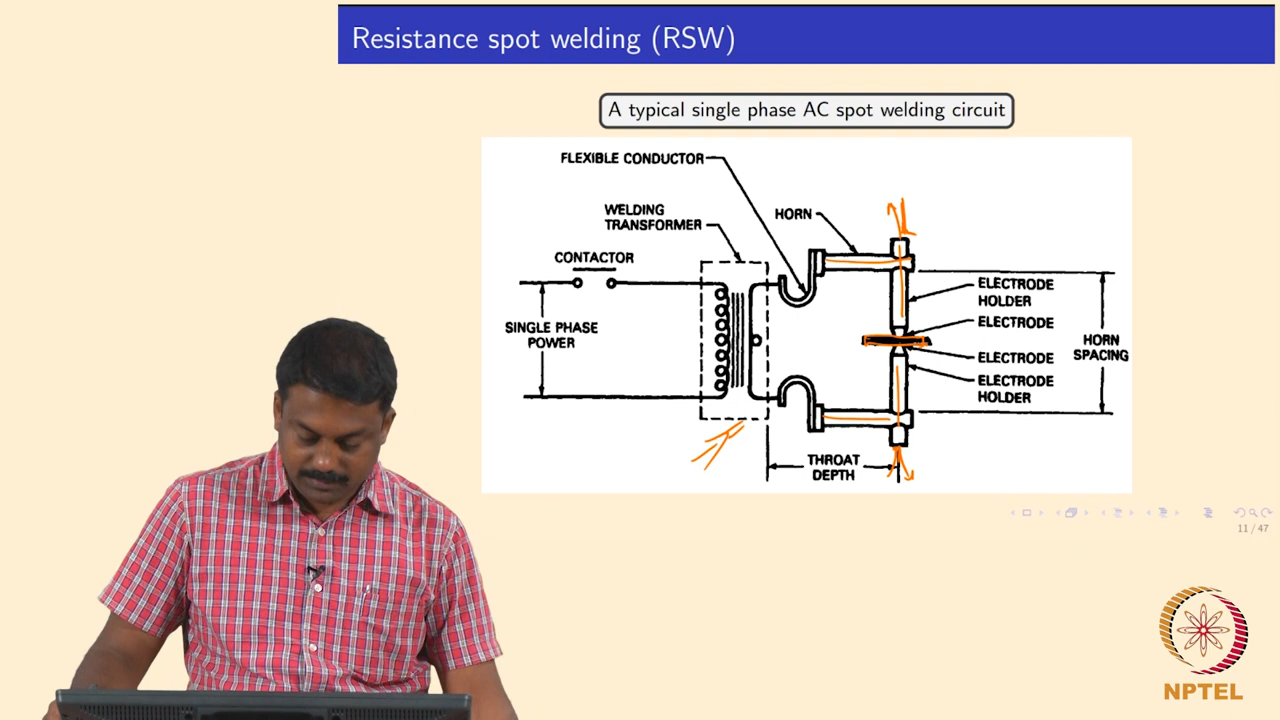 Resistance spot welding (RSW)
A typical single phase AC spot welding circuit
FLEXIBLE CONDUCTOR
WELDING
TRANSFORMER
HORN
CONTACTOR
SINGLE PHASE
POWER
ELECTRODE
HOLDER
ELECTRODE
ELECTRODE
ELECTRODE
HOLDER
HORN
SPACING
THROAT
DEPTH
11 / 47
NPTEL